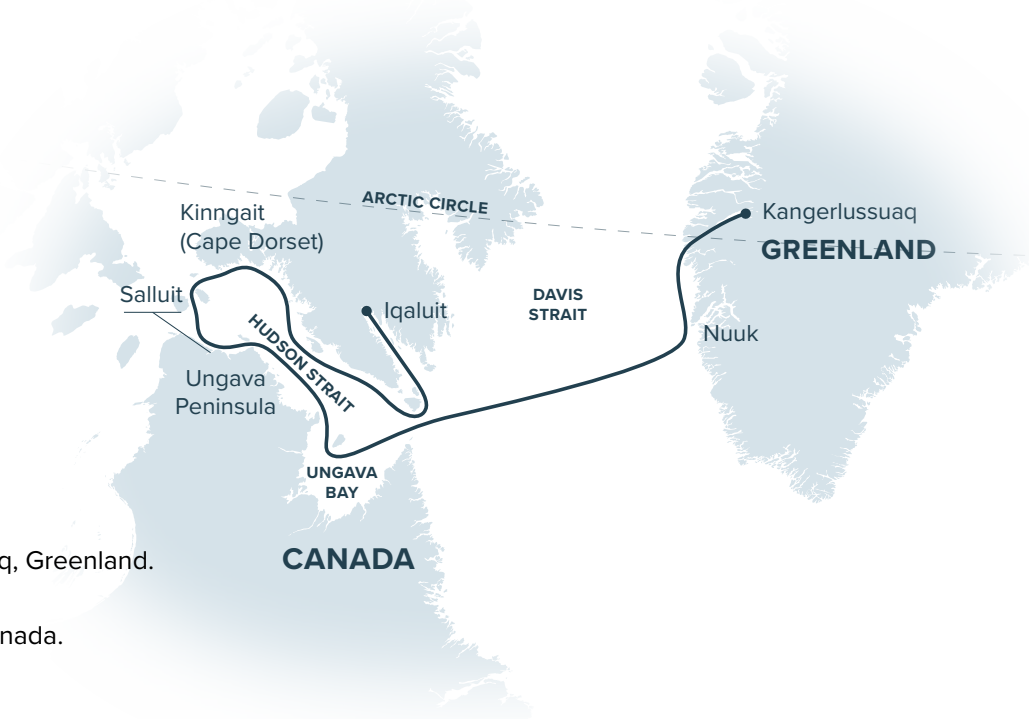 ARCTIC CIRCLE
Kinngait
(Cape Dorset)
Kangerlussuaq
GREENLAND
Salluit
DAVIS
STRAIT
Iqaluit
HUDSON STRAIT
Nuuk
Ungava
Peninsula
UNGAVA
BAY
CANADA
q, Greenland.
nada.